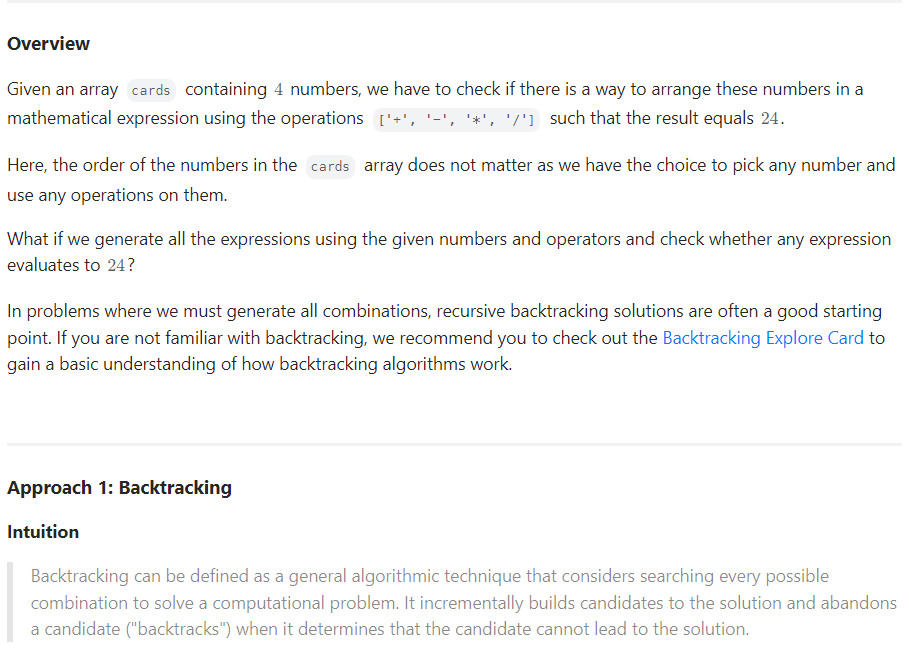 Overview
Given an array cards containing 4 numbers, we have to check if there is a way to arrange these numbers in a
mathematical expression using the operations ['+', '-', '*', '/'] such that the result equals 24.
Here, the order of the numbers in the cards array does not matter as we have the choice to pick any number and
use any operations on them.
What if we generate all the expressions using the given numbers and operators and check whether any expression
evaluates to 24?
In problems where we must generate all combinations, recursive backtracking solutions are often a good starting
point. If you are not familiar with backtracking, we recommend you to check out the Backtracking Explore Card to
gain a basic understanding of how backtracking algorithms work.
Approach 1: Backtracking
Intuition
Backtracking can be defined as a general algorithmic technique that considers searching every possible
combination to solve a computational problem. It incrementally builds candidates to the solution and abandons
a candidate ("backtracks") when it determines that the candidate cannot lead to the solution.